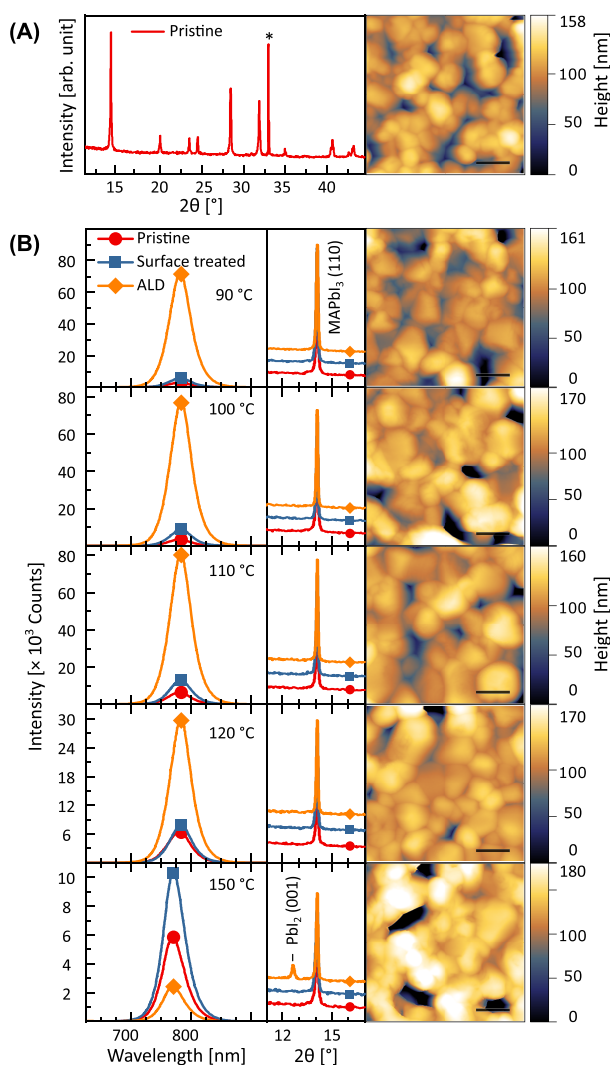 (A)
Intensity [arb. unit]
Pristine
*
15 20 25 30 35 40
2θ [°]
158
100
50
0
Height [nm]
(B)
Pristine
Surface treated
ALD
90 °C
80
60
40
20
MAPbI3 (110)
161
100
50
0
100 °C
80
60
40
20
170
100
50
0
110 °C
80
60
40
20
160
100
50
0
Intensity [× 10³ Counts]
Height [nm]
120 °C
30
24
18
12
6
170
100
50
0
150 °C
10
8
6
4
2
– PbI2 (001)
180
100
50
0
700 800
Wavelength [nm]
12 14 16
2θ [°]